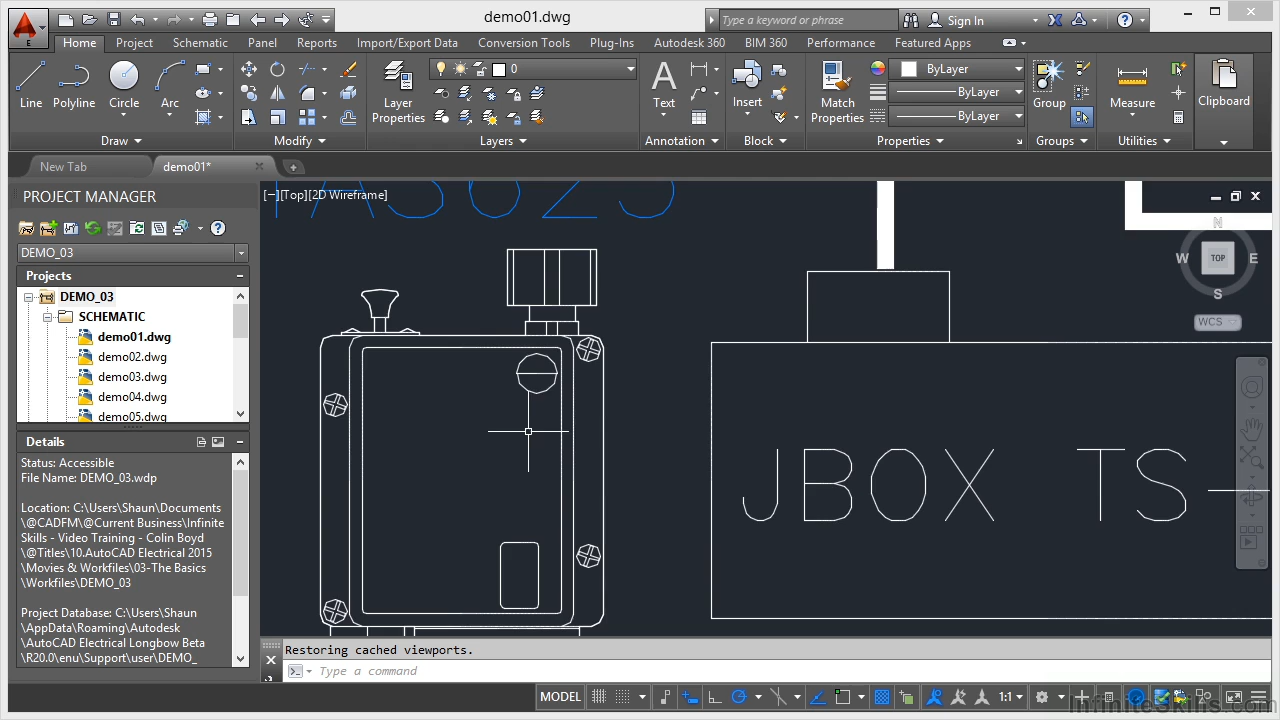 demo01.dwg
Type a keyword or phrase
Sign In
E
Home Project Schematic Panel Reports Import/Export Data Conversion Tools Plug-Ins Autodesk 360 BIM 360 Performance Featured Apps
0
ByLayer
ByLayer
ByLayer
Line Polyline Circle Arc
Layer Properties
Text
Insert
Match Properties
Group
Measure
Clipboard
Draw Modify Layers Annotation Block Properties Groups Utilities
New Tab demo01*
PROJECT MANAGER
[−][Top][2D Wireframe]
DEMO_03
Projects
DEMO_03
SCHEMATIC
demo01.dwg
demo02.dwg
demo03.dwg
demo04.dwg
demo05.dwg
N
W TOP E
S
WCS
JBOX TS
Details
Status: Accessible
File Name: DEMO_03.wdp
Location: C:\Users\Shaun\Documents
\@CADFM\@Current Business\Infinite
Skills - Video Training - Colin Boyd
\@Titles\10.AutoCAD Electrical 2015
\Movies & Workfiles\03-The Basics
\Workfiles\DEMO_03
Project Database: C:\Users\Shaun
\AppData\Roaming\Autodesk
\AutoCAD Electrical Longbow Beta
\R20.0\enu\Support\user\DEMO_
Restoring cached viewports.
Type a command
MODEL
1:1
InfiniteSkills.com